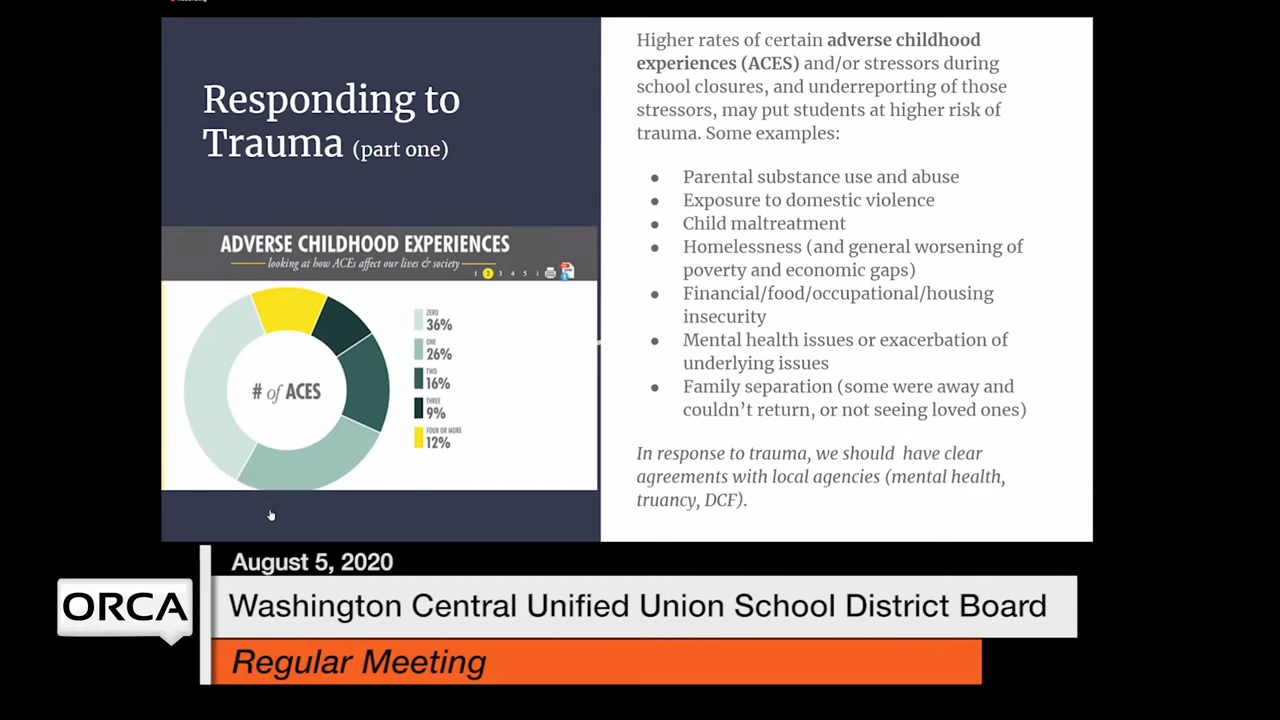 Responding to
Trauma (part one)
ADVERSE CHILDHOOD EXPERIENCES
looking at how ACEs affect our lives & society
1 2 3 4 5 i
# of ACES
ZERO
36%
ONE
26%
TWO
16%
THREE
9%
FOUR OR MORE
12%
Higher rates of certain adverse childhood
experiences (ACES) and/or stressors during
school closures, and underreporting of those
stressors, may put students at higher risk of
trauma. Some examples:
● Parental substance use and abuse
● Exposure to domestic violence
● Child maltreatment
● Homelessness (and general worsening of
poverty and economic gaps)
● Financial/food/occupational/housing
insecurity
● Mental health issues or exacerbation of
underlying issues
● Family separation (some were away and
couldn't return, or not seeing loved ones)
In response to trauma, we should have clear
agreements with local agencies (mental health,
truancy, DCF).
August 5, 2020
ORCA
Washington Central Unified Union School District Board
Regular Meeting